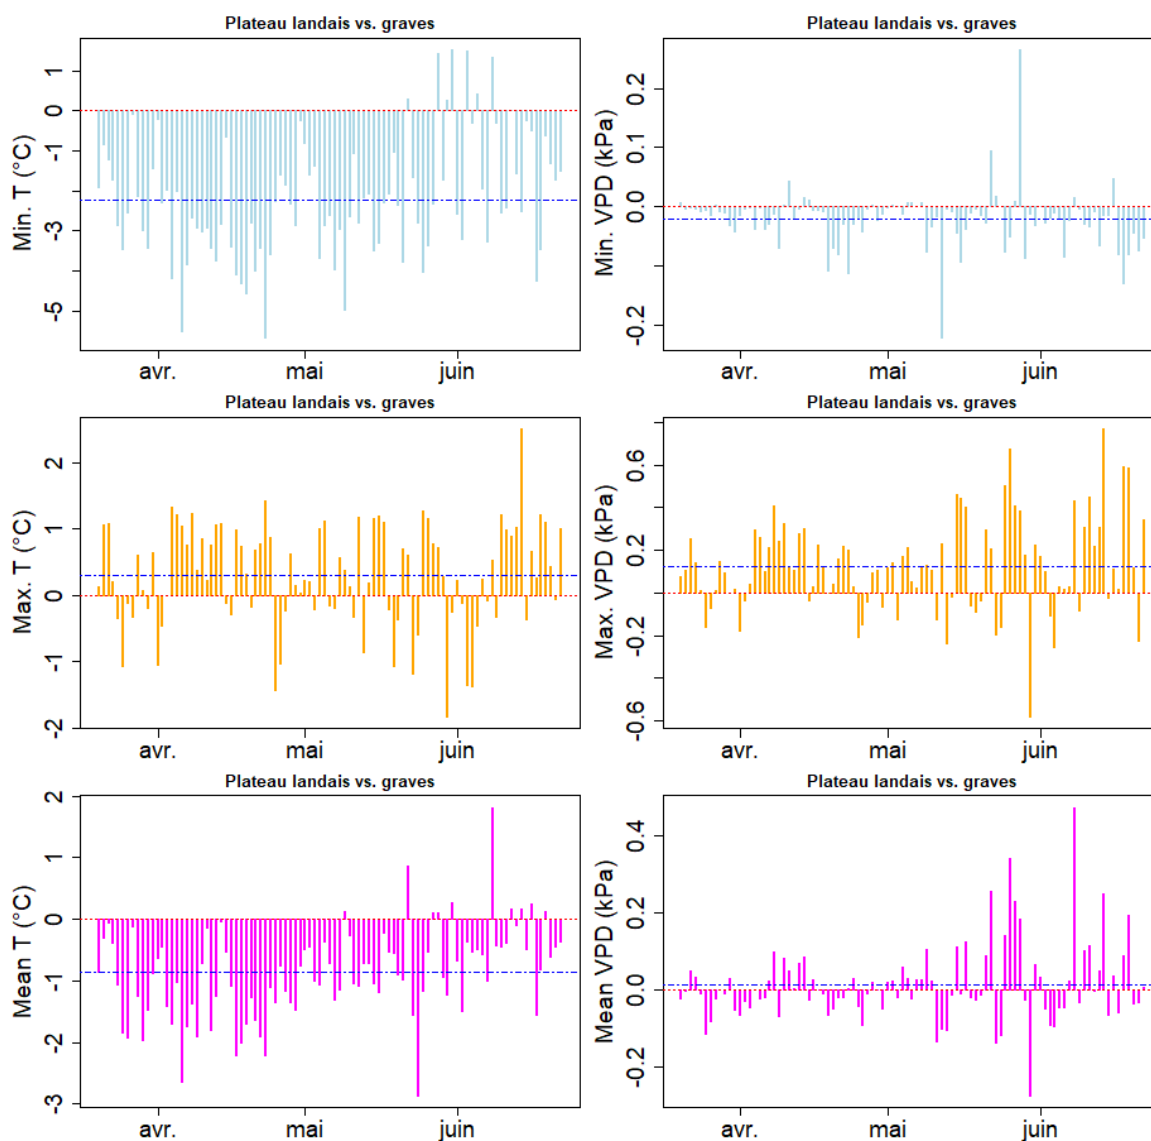 Plateau landais vs. graves
Min. T (°C)
1
0
-1
-3
-5
avr.
mai
juin
Plateau landais vs. graves
Min. VPD (kPa)
0.2
0.1
0.0
-0.2
avr.
mai
juin
Plateau landais vs. graves
Max. T (°C)
2
1
0
-1
-2
avr.
mai
juin
Plateau landais vs. graves
Max. VPD (kPa)
0.6
0.2
-0.2
-0.6
avr.
mai
juin
Plateau landais vs. graves
Mean T (°C)
2
1
0
-1
-2
-3
avr.
mai
juin
Plateau landais vs. graves
Mean VPD (kPa)
0.4
0.2
0.0
-0.2
avr.
mai
juin